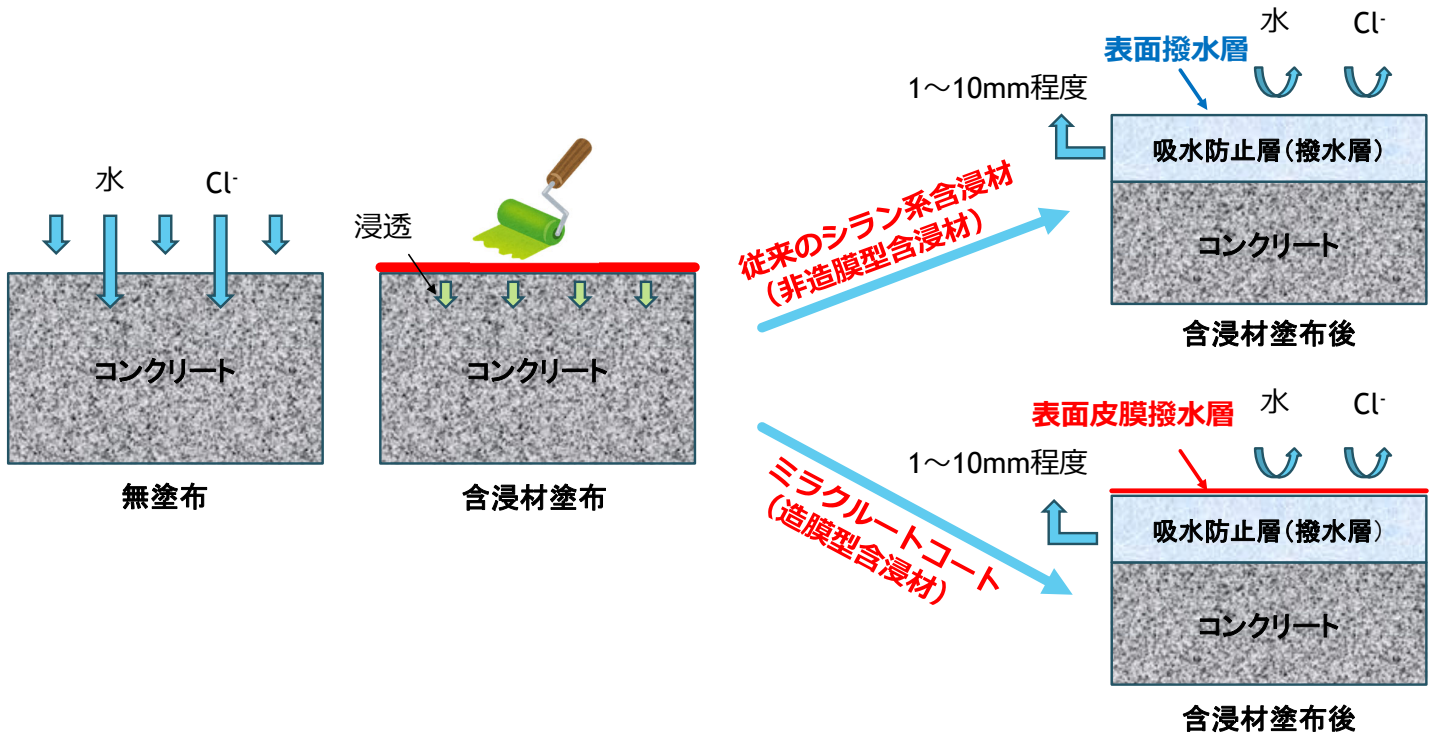 水
Cl-
コンクリート
無塗布
浸透
コンクリート
含浸材塗布
従来のシラン系含浸材
（非造膜型含浸材）
水
Cl-
表面撥水層
1～10mm程度
吸水防止層（撥水層）
コンクリート
含浸材塗布後
ミラクルートコート
（造膜型含浸材）
水
Cl-
表面皮膜撥水層
1～10mm程度
吸水防止層（撥水層）
コンクリート
含浸材塗布後